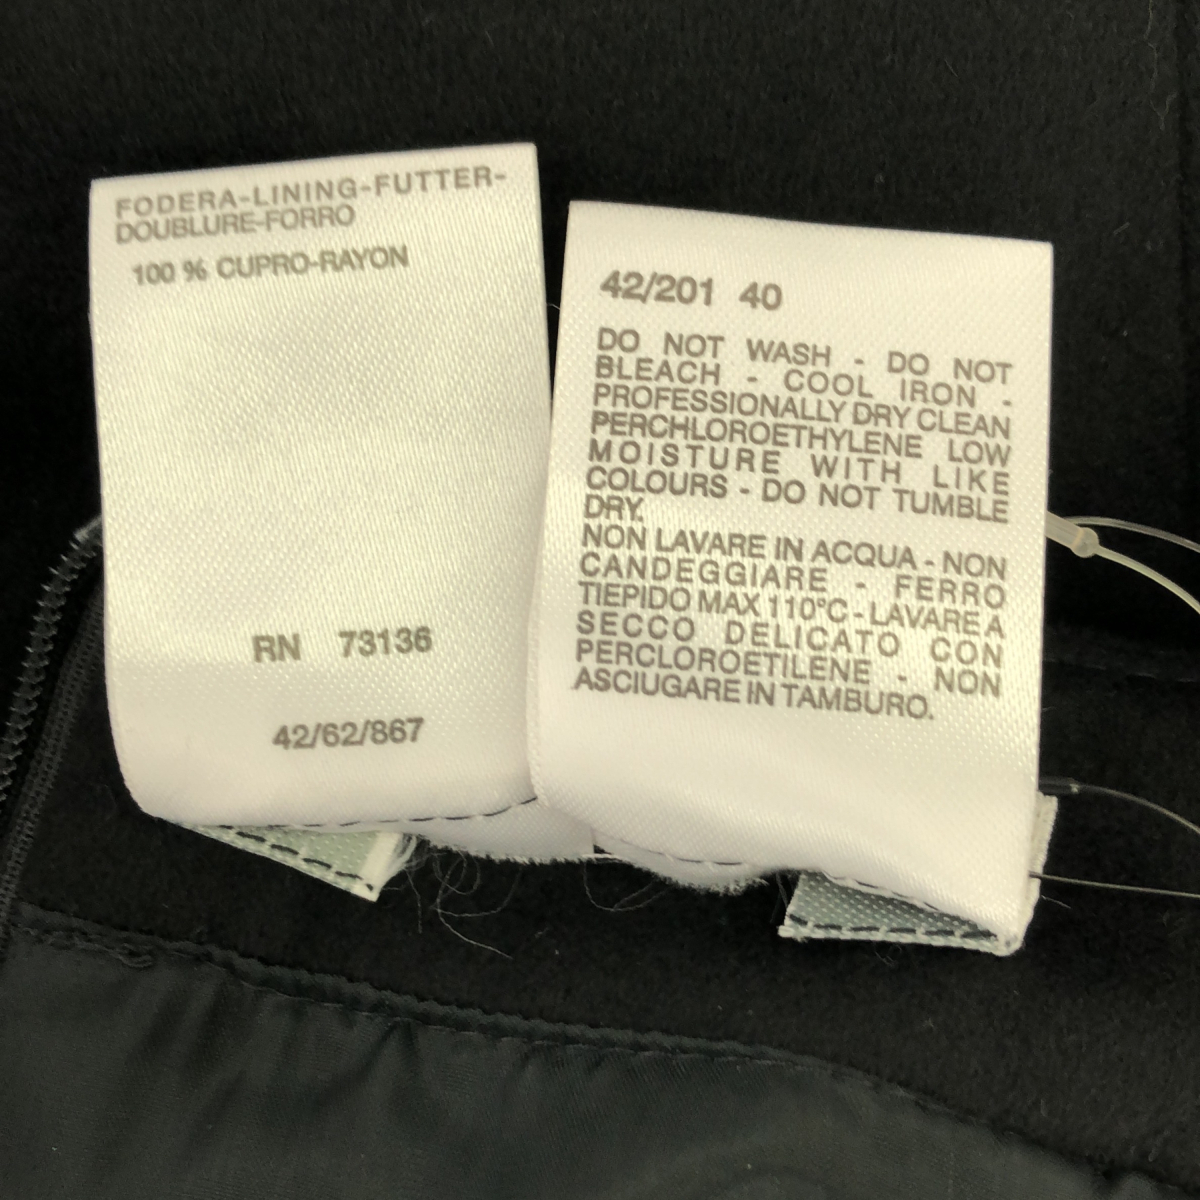 FODERA-LINING-FUTTER-
DOUBLURE-FORRO
100 % CUPRO-RAYON
RN 73136
42/62/867
42/201 40
DO NOT WASH - DO NOT
BLEACH - COOL IRON -
PROFESSIONALLY DRY CLEAN
PERCHLOROETHYLENE LOW
MOISTURE WITH LIKE
COLOURS - DO NOT TUMBLE
DRY.
NON LAVARE IN ACQUA - NON
CANDEGGIARE - FERRO
TIEPIDO MAX 110°C - LAVARE A
SECCO DELICATO CON
PERCLOROETILENE - NON
ASCIUGARE IN TAMBURO.